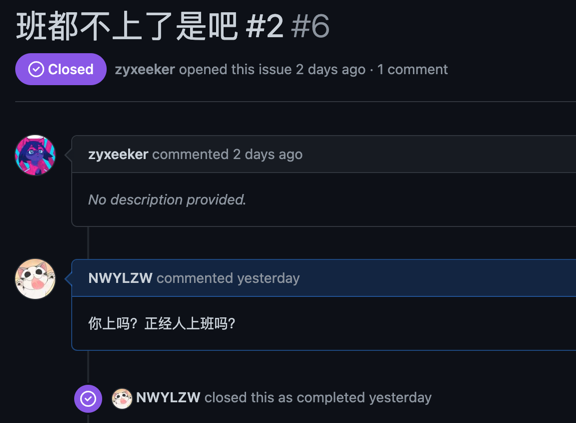 班都不上了是吧 #2 #6
Closed zyxeeker opened this issue 2 days ago · 1 comment
zyxeeker commented 2 days ago
No description provided.
NWYLZW commented yesterday
你上吗？正经人上班吗？
NWYLZW closed this as completed yesterday